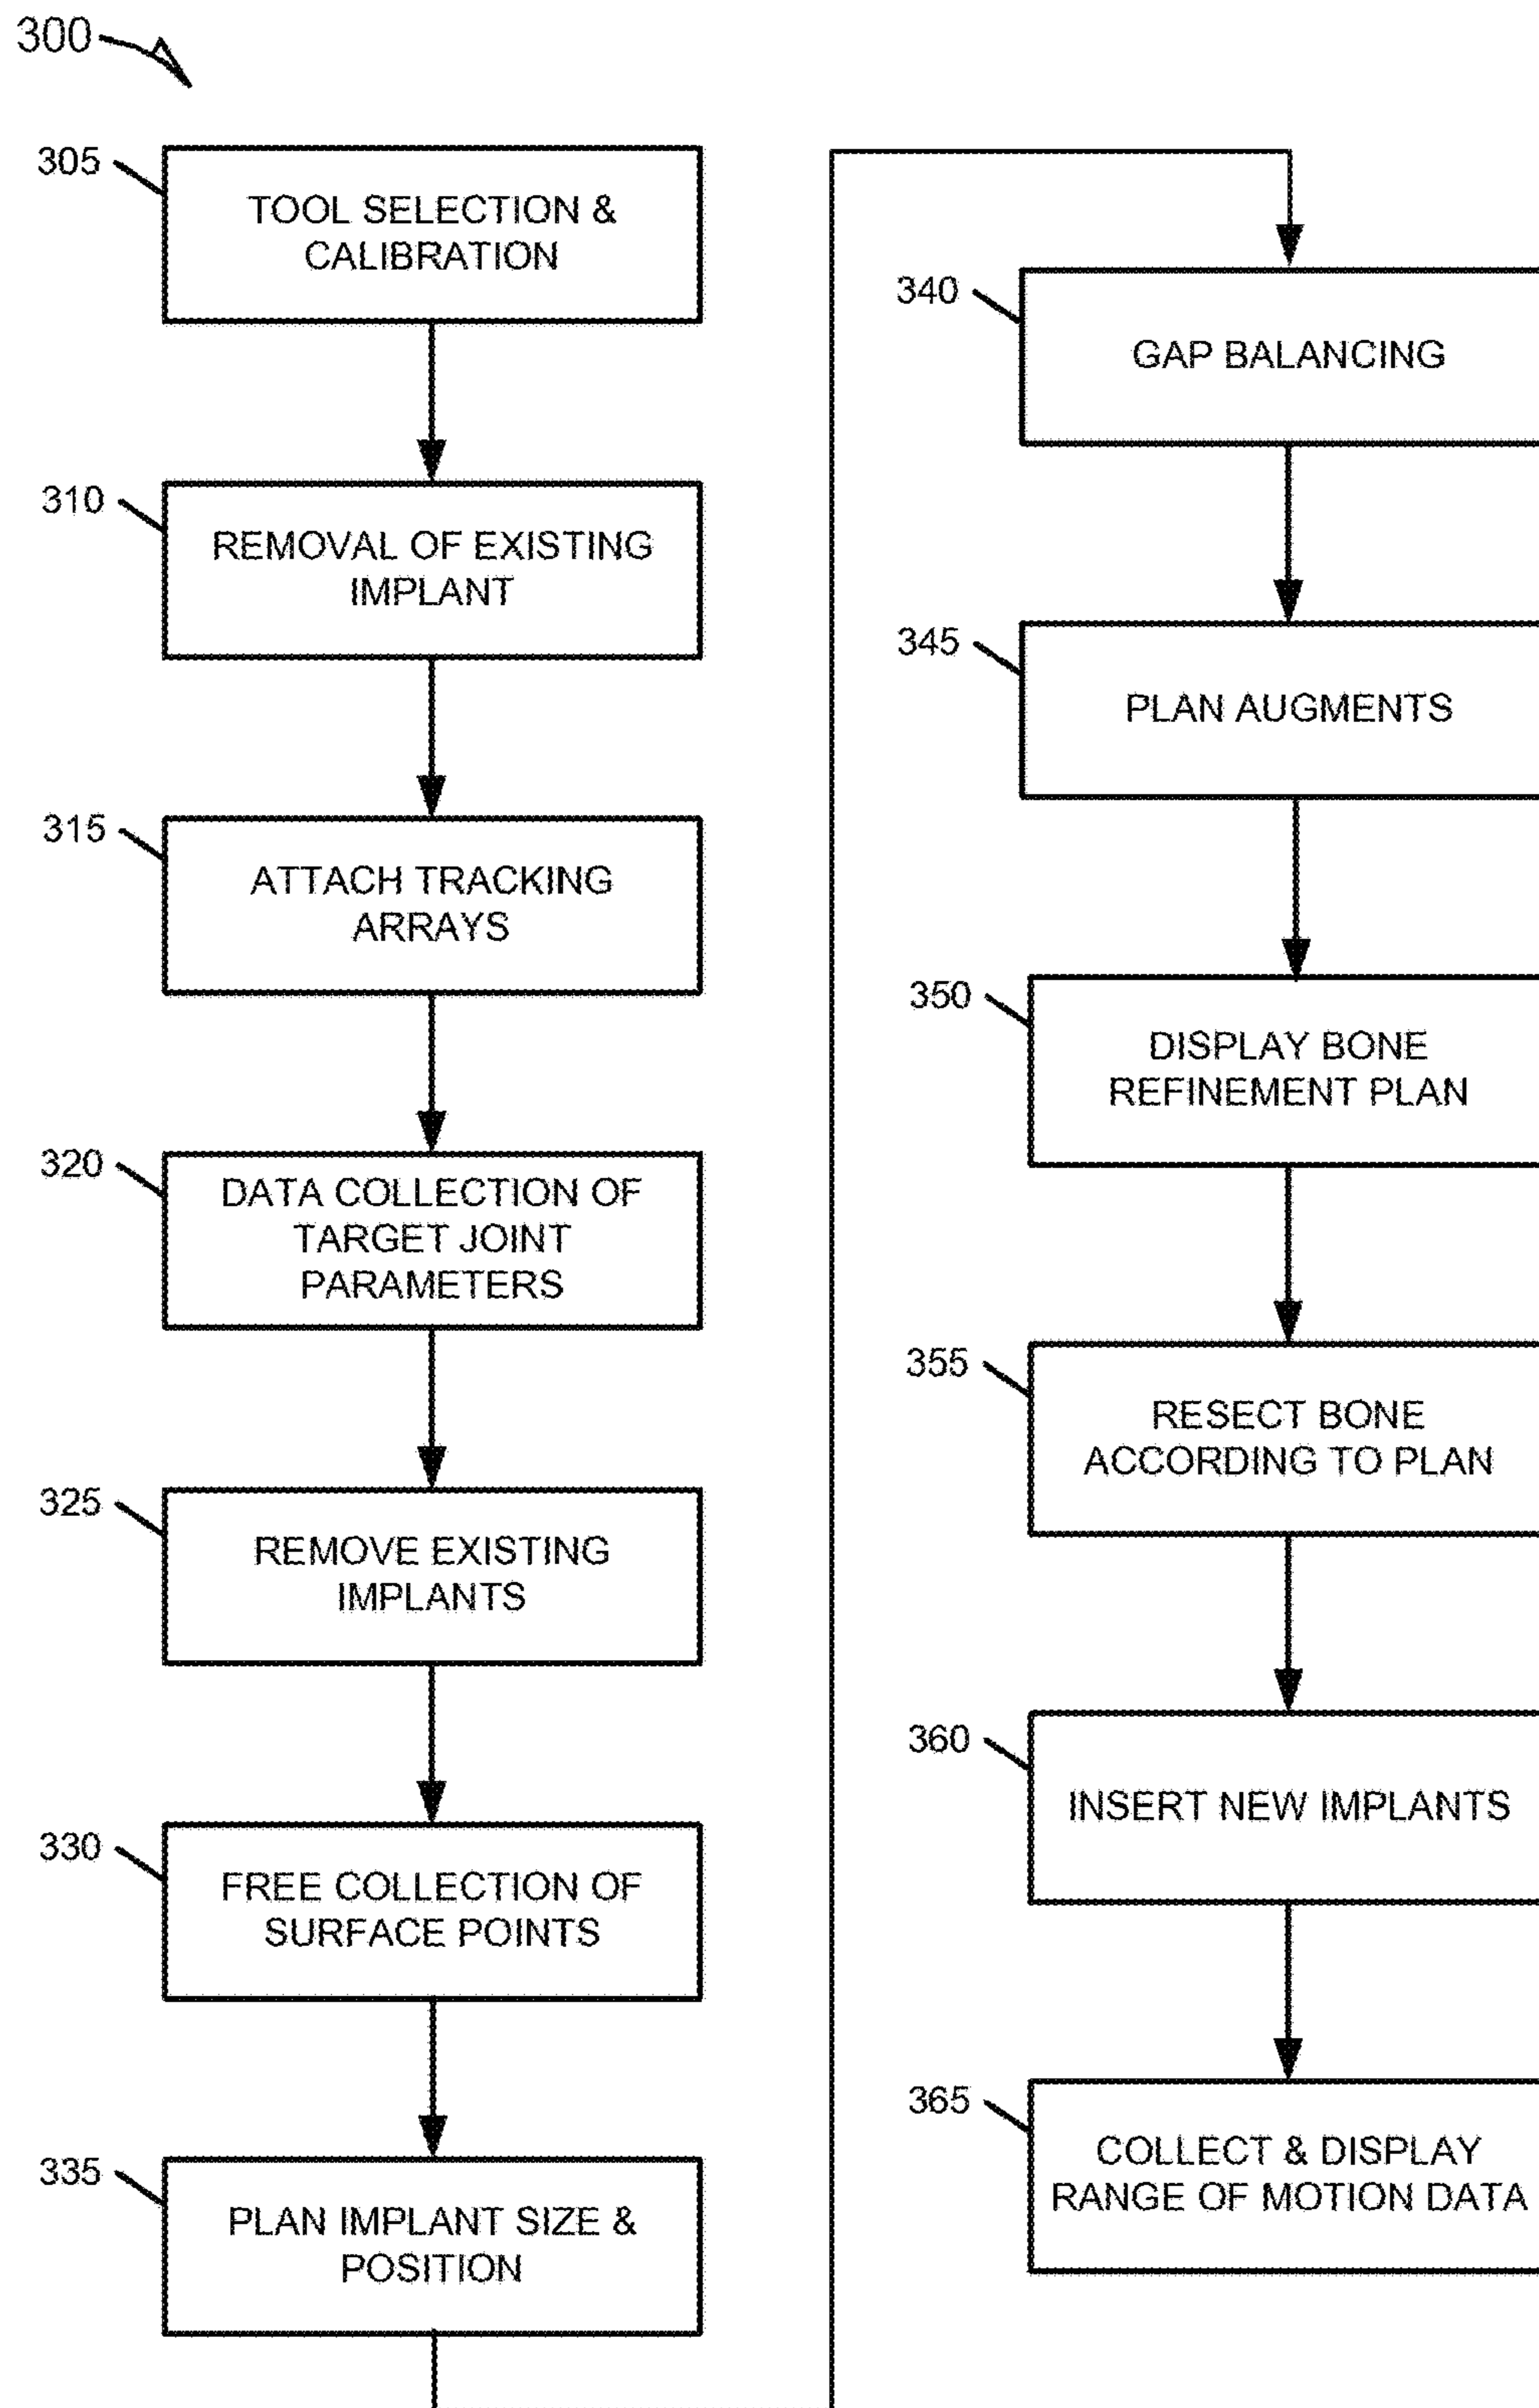 300
305
TOOL SELECTION &
CALIBRATION
310
REMOVAL OF EXISTING
IMPLANT
315
ATTACH TRACKING
ARRAYS
320
DATA COLLECTION OF
TARGET JOINT
PARAMETERS
325
REMOVE EXISTING
IMPLANTS
330
FREE COLLECTION OF
SURFACE POINTS
335
PLAN IMPLANT SIZE &
POSITION
340
GAP BALANCING
345
PLAN AUGMENTS
350
DISPLAY BONE
REFINEMENT PLAN
355
RESECT BONE
ACCORDING TO PLAN
360
INSERT NEW IMPLANTS
365
COLLECT & DISPLAY
RANGE OF MOTION DATA